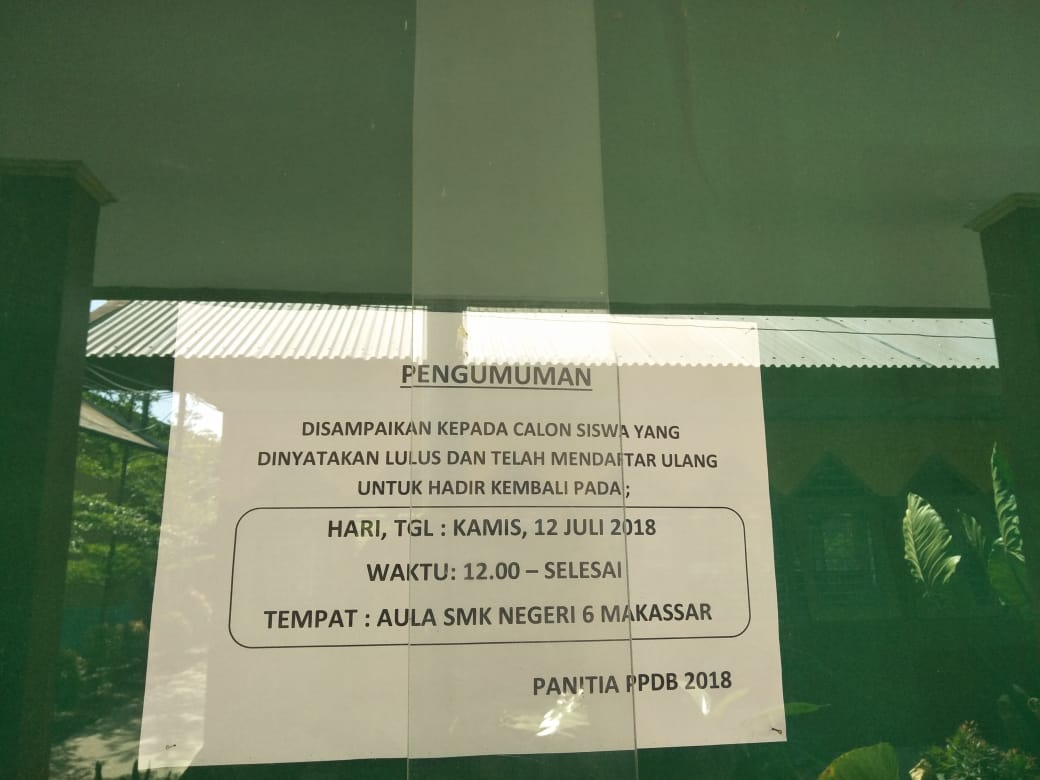 PENGUMUMAN
DISAMPAIKAN KEPADA CALON SISWA YANG
DINYATAKAN LULUS DAN TELAH MENDAFTAR ULANG
UNTUK HADIR KEMBALI PADA ;
HARI, TGL : KAMIS, 12 JULI 2018
WAKTU: 12.00 – SELESAI
TEMPAT : AULA SMK NEGERI 6 MAKASSAR
PANITIA PPDB 2018